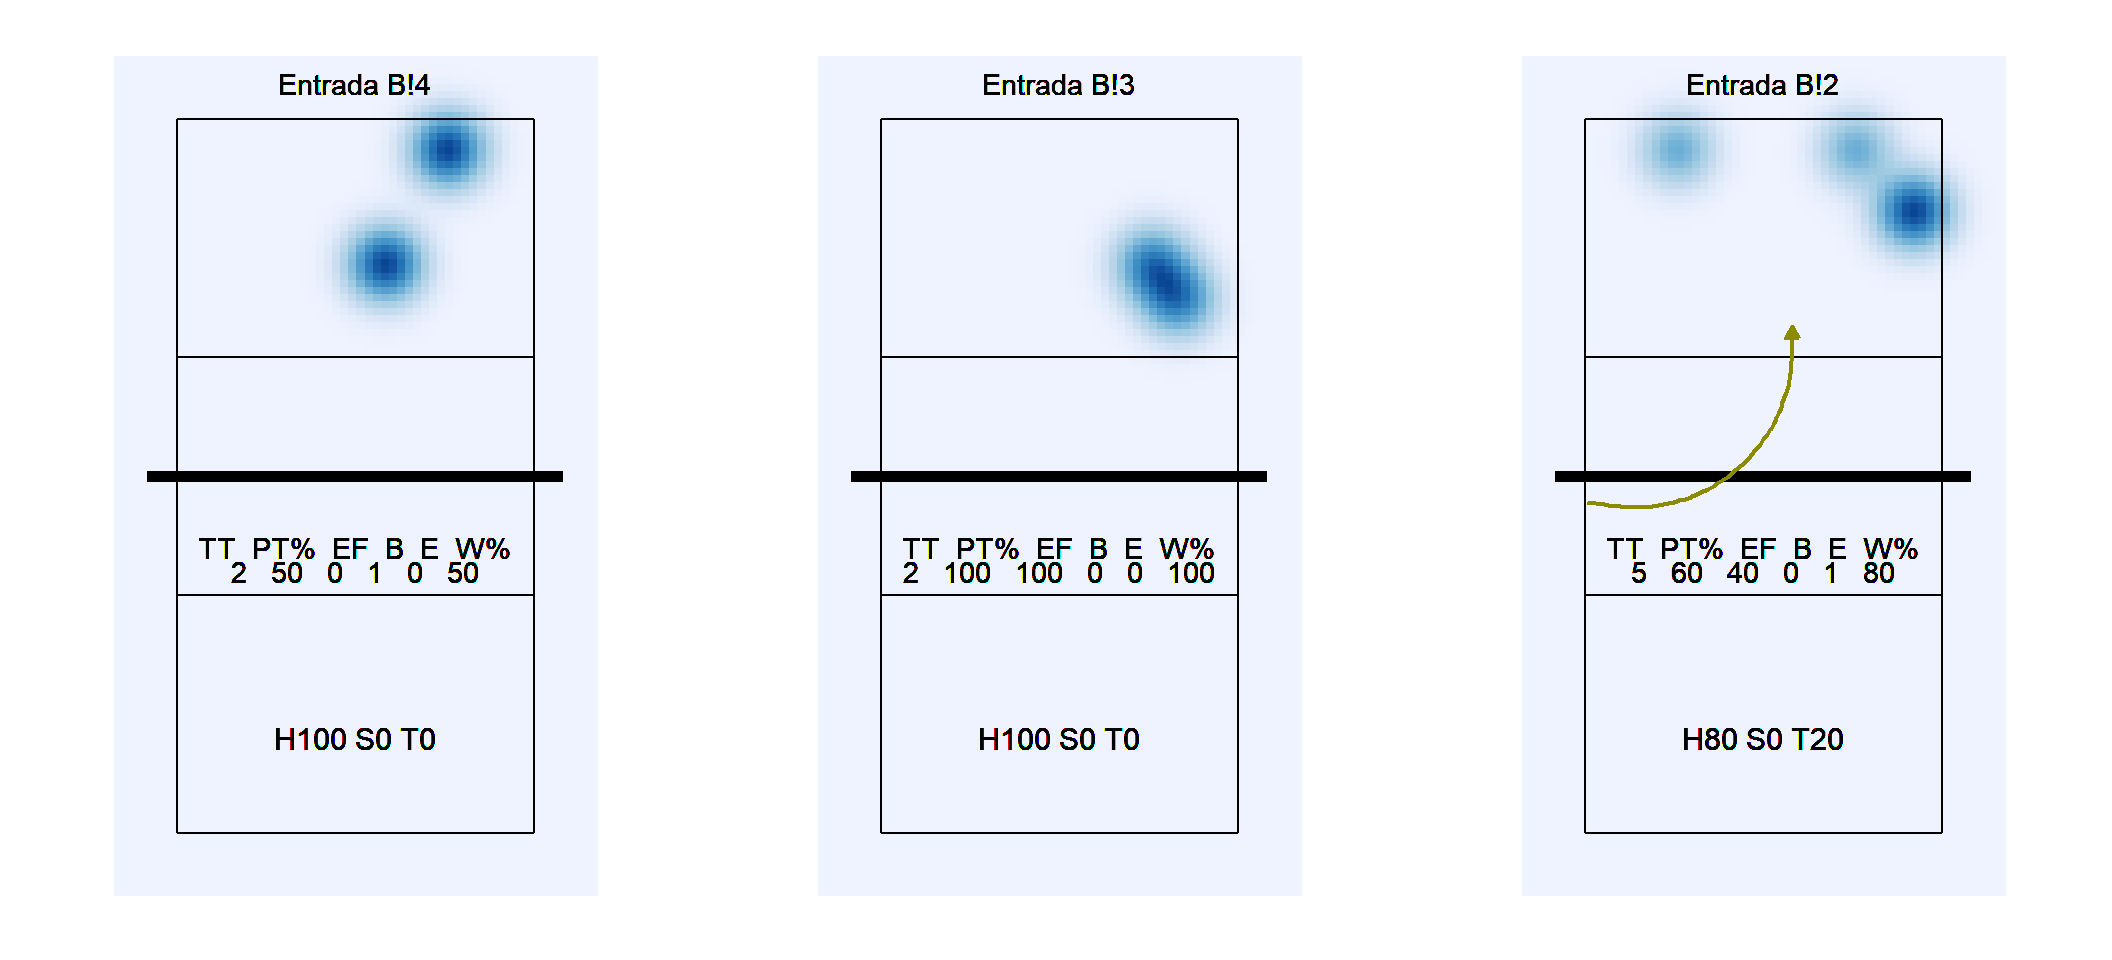 Entrada B!4
TT PT% EF B E W%
2 50 0 1 0 50
H100 S0 T0
Entrada B!3
TT PT% EF B E W%
2 100 100 0 0 100
H100 S0 T0
Entrada B!2
TT PT% EF B E W%
5 60 40 0 1 80
H80 S0 T20